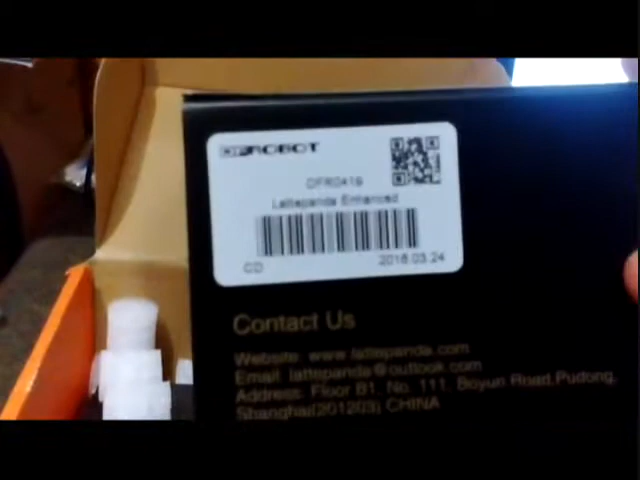 DFROBOT
DFR0419
Lattepanda Enhanced
CD 2016.03.24
Contact Us
Website: www.lattepanda.com
Email: lattepanda@outlook.com
Address: Floor B1, No. 111, Boyun Road,Pudong,
Shanghai(201203) CHINA